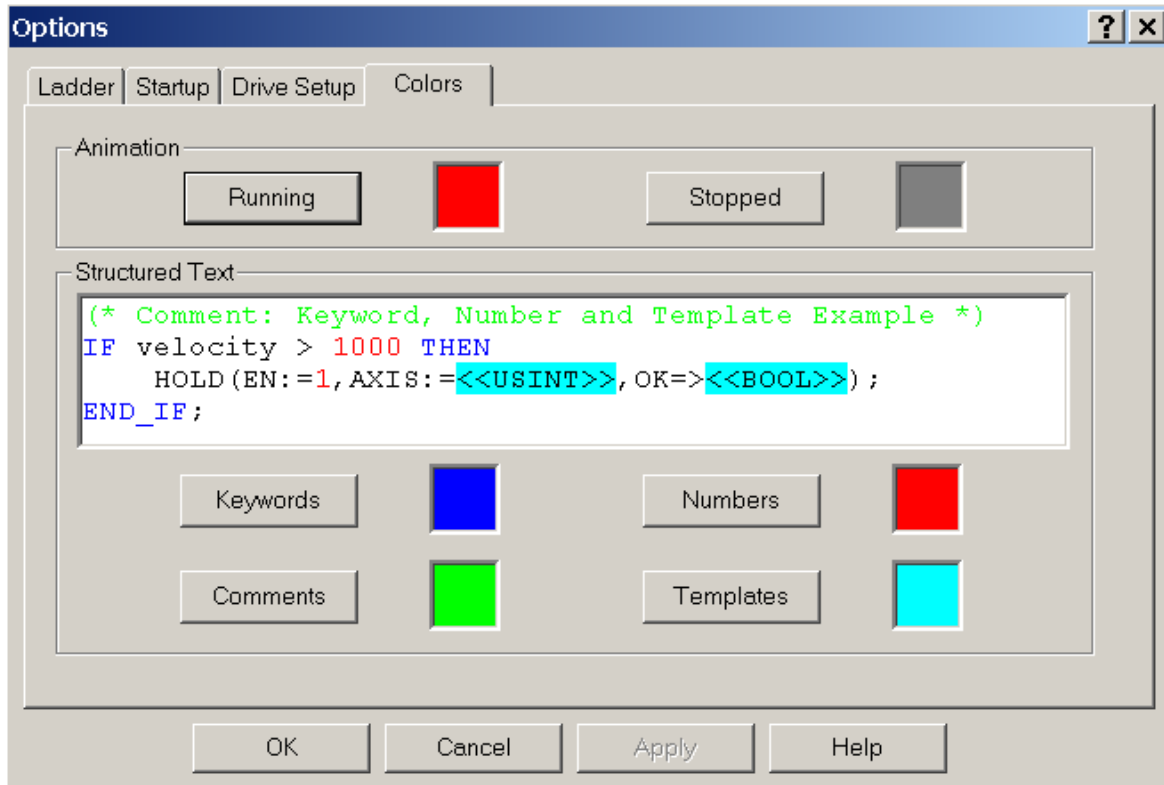 Options
Ladder Startup Drive Setup Colors
Animation
Running Stopped
Structured Text
(* Comment: Keyword, Number and Template Example *)
IF velocity > 1000 THEN
    HOLD(EN:=1,AXIS:=<<USINT>>,OK=><<BOOL>>);
END_IF;
Keywords Numbers
Comments Templates
OK Cancel Apply Help